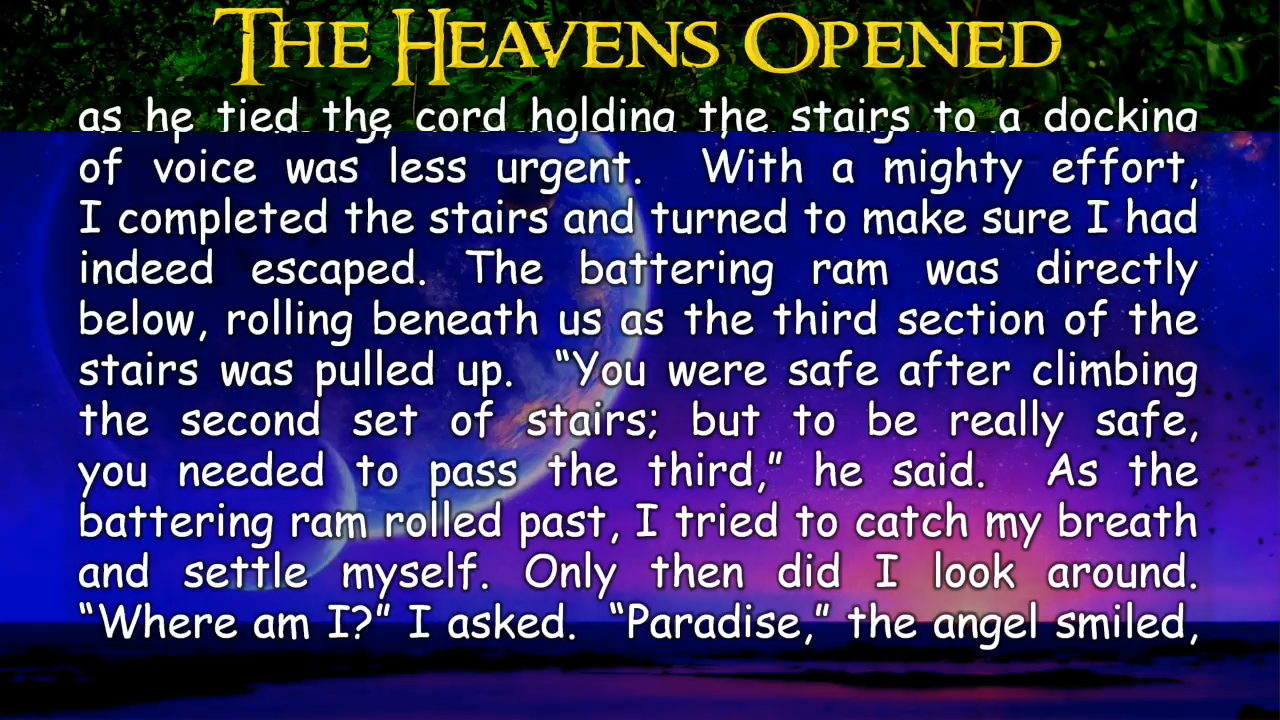 THE HEAVENS OPENED
as he tied the cord holding the stairs to a docking
of voice was less urgent. With a mighty effort,
I completed the stairs and turned to make sure I had
indeed escaped. The battering ram was directly
below, rolling beneath us as the third section of the
stairs was pulled up. “You were safe after climbing
the second set of stairs; but to be really safe,
you needed to pass the third,” he said. As the
battering ram rolled past, I tried to catch my breath
and settle myself. Only then did I look around.
“Where am I?” I asked. “Paradise,” the angel smiled,